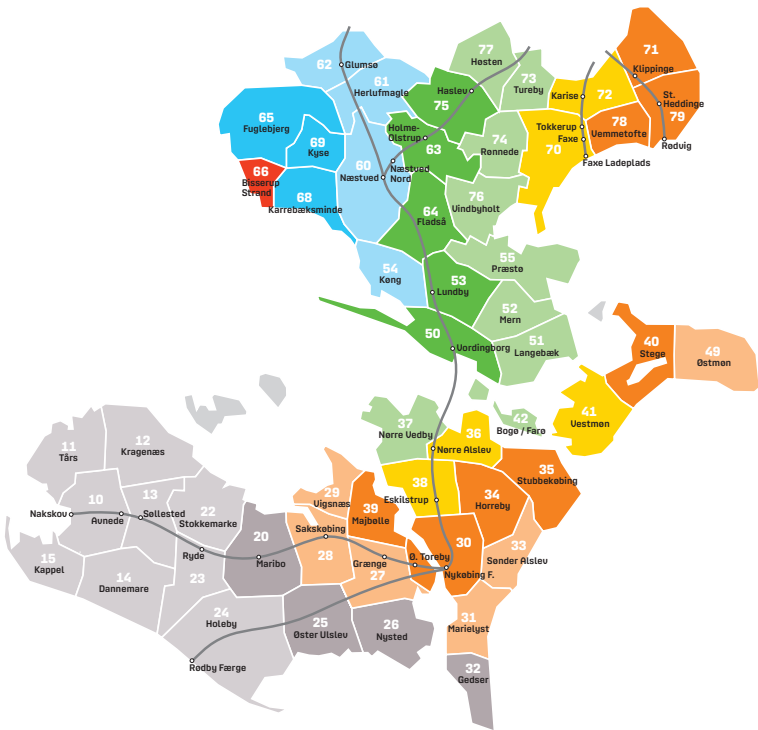 71
Klippinge
77
Høsten
62
Glumsø
73
Tureby
61
Herlufmagle
Haslev
75
Karise
72
St.
Heddinge
79
65
Fuglebjerg
Holme-
Olstrup
Tokkerup
78
Vemmetofte
Faxe
69
Kyse
63
74
Rønnede
70
Rødvig
60
Næstved
Næstved
Nord
Faxe Ladeplads
66
Bisserup
Strand
68
Karrebæksminde
76
Vindbyholt
64
Fladså
55
Præstø
54
Køng
53
Lundby
52
Mern
50
Vordingborg
51
Langebæk
40
Stege
49
Østmøn
41
Vestmøn
37
Nørre Vedby
42
Bogø / Farø
36
Nørre Alslev
11
Tårs
12
Kragenæs
35
Stubbekøbing
38
Eskilstrup
34
Horreby
29
Vigsnæs
39
Majbølle
10
Nakskov
Avnede
13
Søllested
22
Stokkemarke
20
Maribo
Sakskøbing
28
30
Nykøbing F.
33
Sønder Alslev
Ø. Toreby
Grænge
27
15
Kappel
Ryde
14
Dannemare
23
24
Holeby
25
Øster Ulslev
26
Nysted
31
Marielyst
Rødby Færge
32
Gedser